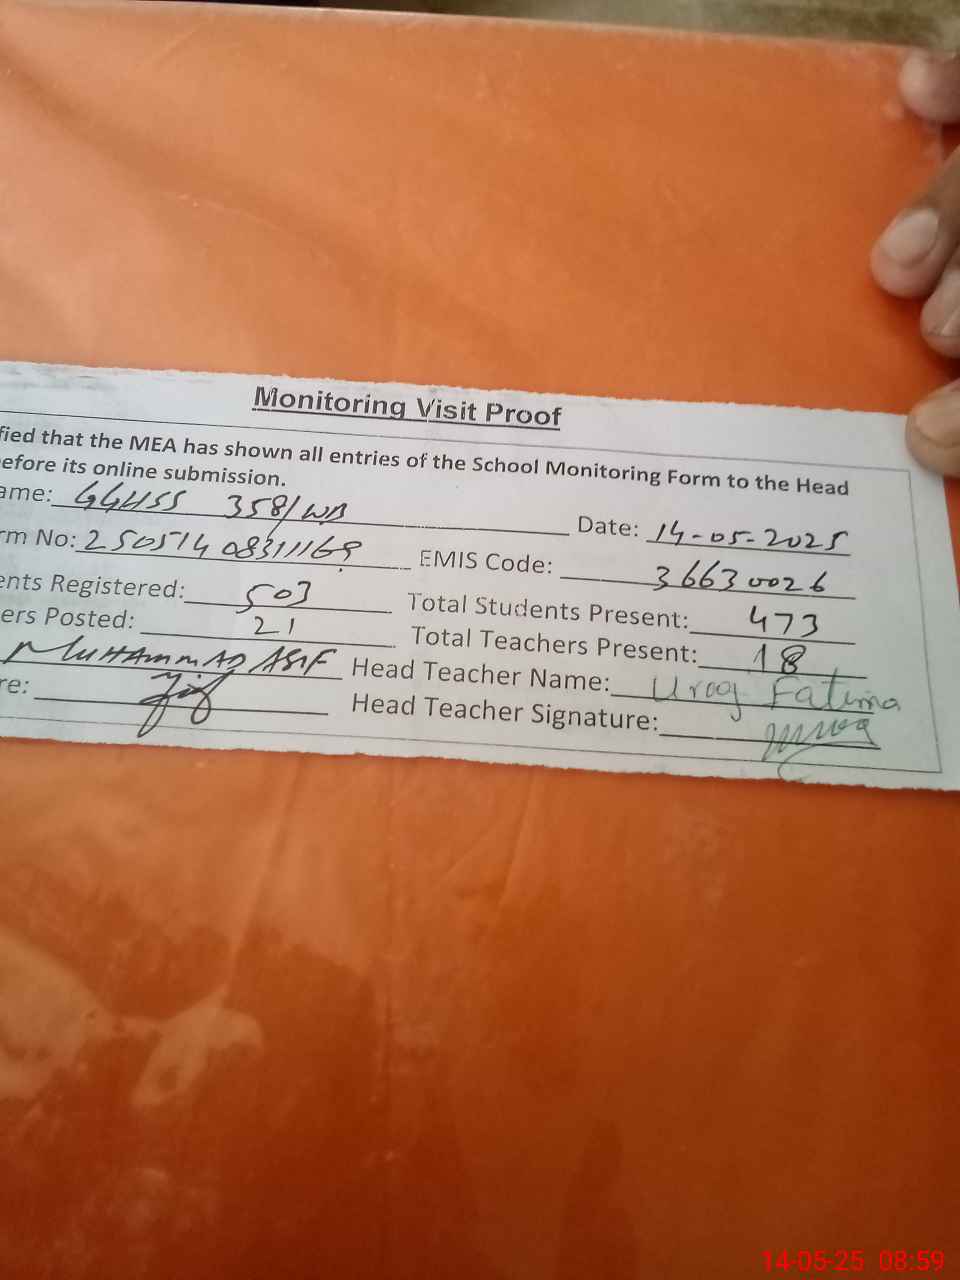 Monitoring Visit Proof
fied that the MEA has shown all entries of the School Monitoring Form to the Head
efore its online submission.
ame: GGHSS 358/WB Date: 14-05-2025
rm No: 25051408311169 EMIS Code: 36630026
ents Registered: 503 Total Students Present: 473
ers Posted: 21 Total Teachers Present: 18
MUHAMMAD ASIF Head Teacher Name: Urooj Fatima
re: Head Teacher Signature:
14-05-25 08:59